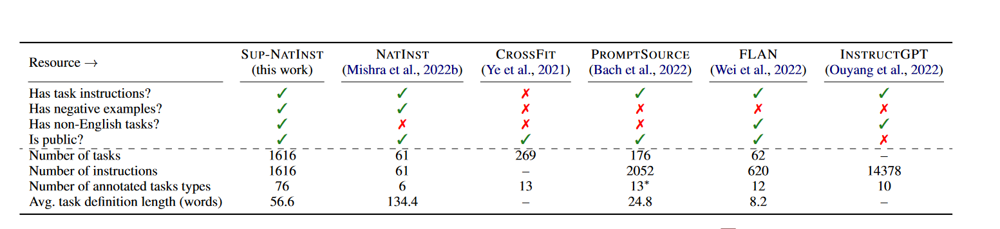 Resource → SUP-NATINST NATINST CROSSFIT PROMPTSOURCE FLAN INSTRUCTGPT
(this work) (Mishra et al., 2022b) (Ye et al., 2021) (Bach et al., 2022) (Wei et al., 2022) (Ouyang et al., 2022)
Has task instructions? ✓ ✓ ✗ ✓ ✓ ✓
Has negative examples? ✓ ✓ ✗ ✗ ✗ ✗
Has non-English tasks? ✓ ✗ ✗ ✗ ✓ ✓
Is public? ✓ ✓ ✓ ✓ ✓ ✗
Number of tasks 1616 61 269 176 62 –
Number of instructions 1616 61 – 2052 620 14378
Number of annotated tasks types 76 6 13 13* 12 10
Avg. task definition length (words) 56.6 134.4 – 24.8 8.2 –